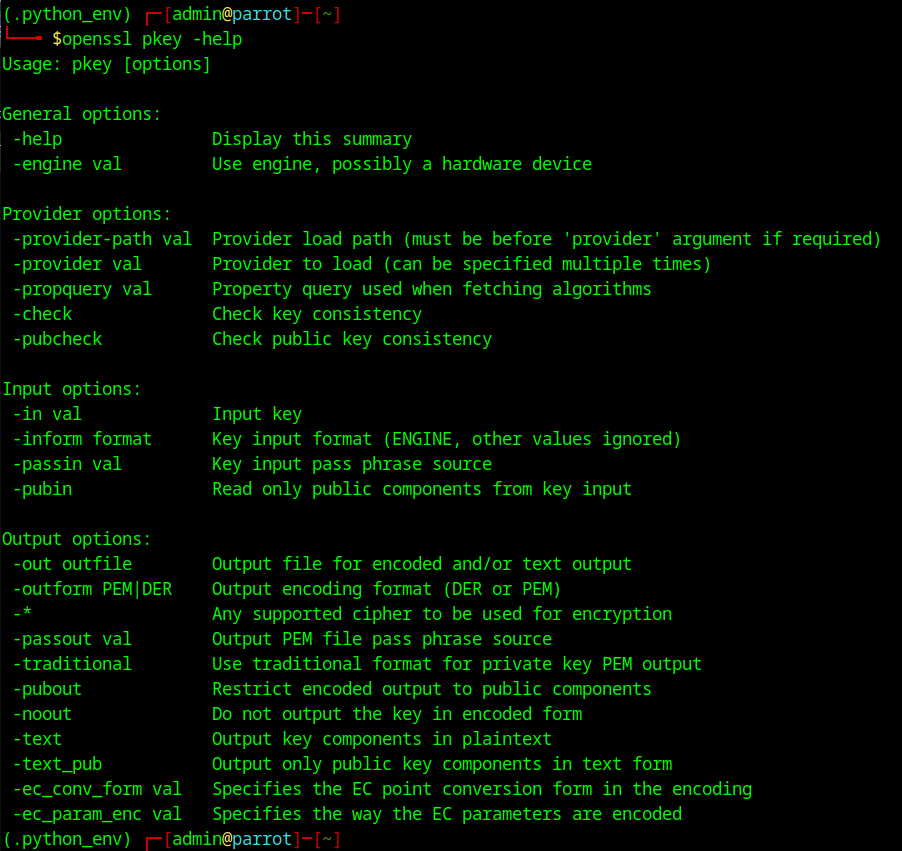 (.python_env) ┌─[admin@parrot]─[~]
└──╼ $openssl pkey -help
Usage: pkey [options]

General options:
 -help               Display this summary
 -engine val         Use engine, possibly a hardware device

Provider options:
 -provider-path val  Provider load path (must be before 'provider' argument if required)
 -provider val       Provider to load (can be specified multiple times)
 -propquery val      Property query used when fetching algorithms
 -check              Check key consistency
 -pubcheck           Check public key consistency

Input options:
 -in val             Input key
 -inform format      Key input format (ENGINE, other values ignored)
 -passin val         Key input pass phrase source
 -pubin              Read only public components from key input

Output options:
 -out outfile        Output file for encoded and/or text output
 -outform PEM|DER    Output encoding format (DER or PEM)
 -*                  Any supported cipher to be used for encryption
 -passout val        Output PEM file pass phrase source
 -traditional        Use traditional format for private key PEM output
 -pubout             Restrict encoded output to public components
 -noout              Do not output the key in encoded form
 -text               Output key components in plaintext
 -text_pub           Output only public key components in text form
 -ec_conv_form val   Specifies the EC point conversion form in the encoding
 -ec_param_enc val   Specifies the way the EC parameters are encoded
(.python_env) ┌─[admin@parrot]─[~]